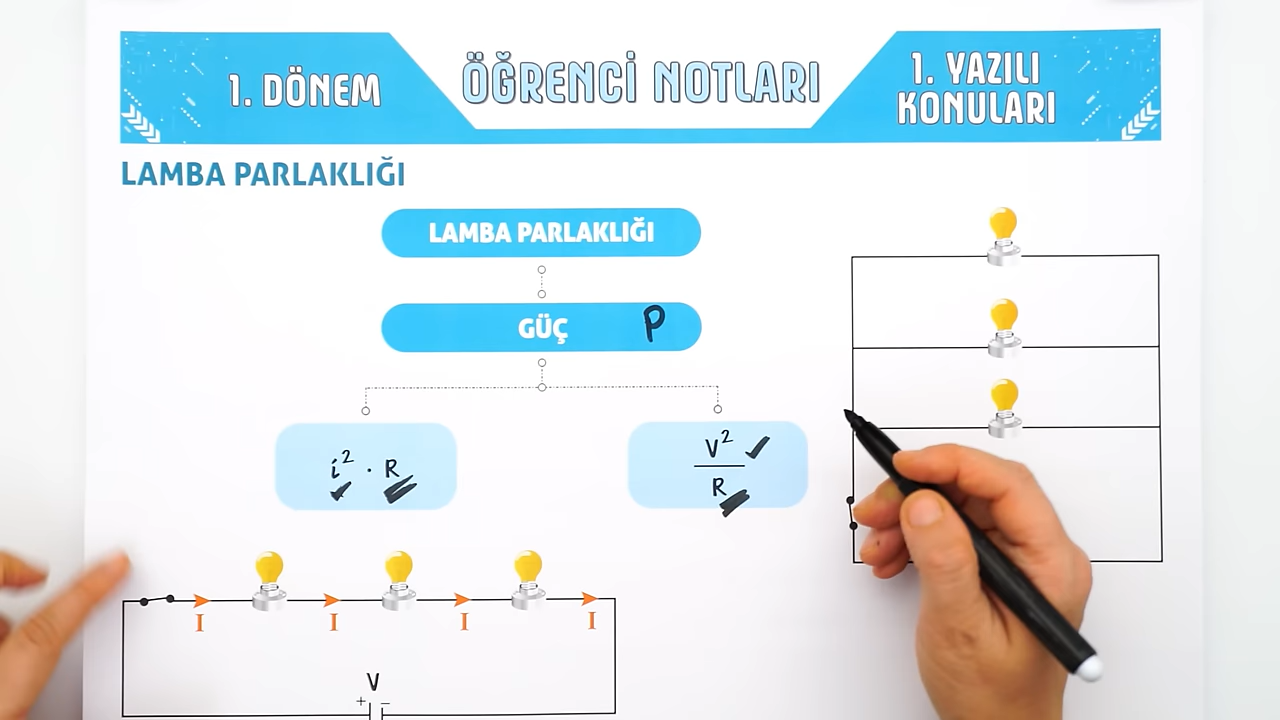 1. DÖNEM
ÖĞRENCİ NOTLARI
1. YAZILI
KONULARI
LAMBA PARLAKLIĞI
LAMBA PARLAKLIĞI
GÜÇ P
i² · R
V²
R
I I I I
V
+ −